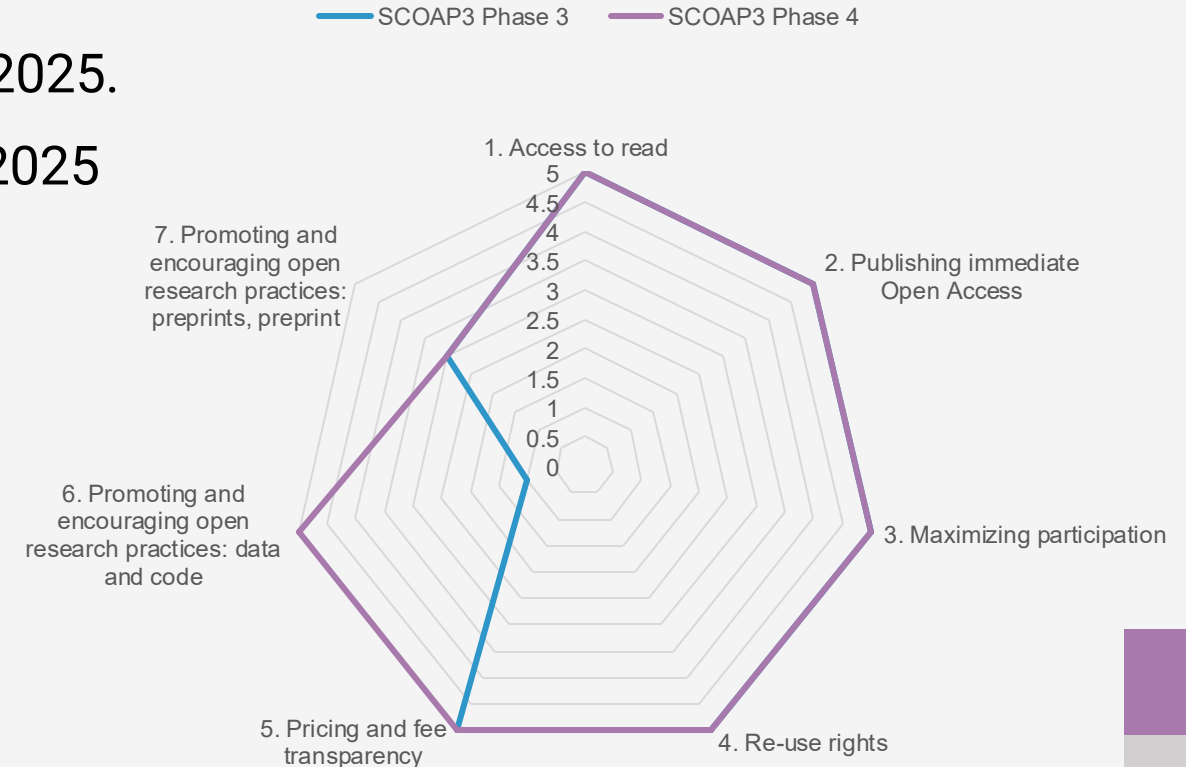 SCOAP3 Phase 3 SCOAP3 Phase 4
2025.
2025
1. Access to read
5
4.5
4
3.5
3
2.5
2
1.5
1
0.5
0
2. Publishing immediate
Open Access
3. Maximizing participation
4. Re-use rights
5. Pricing and fee
transparency
6. Promoting and
encouraging open
research practices: data
and code
7. Promoting and
encouraging open
research practices:
preprints, preprint